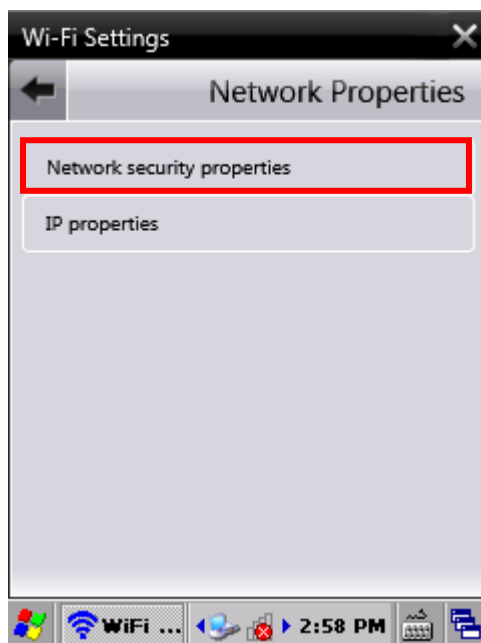 Wi-Fi Settings
Network Properties
Network security properties
IP properties
WiFi ... 2:58 PM